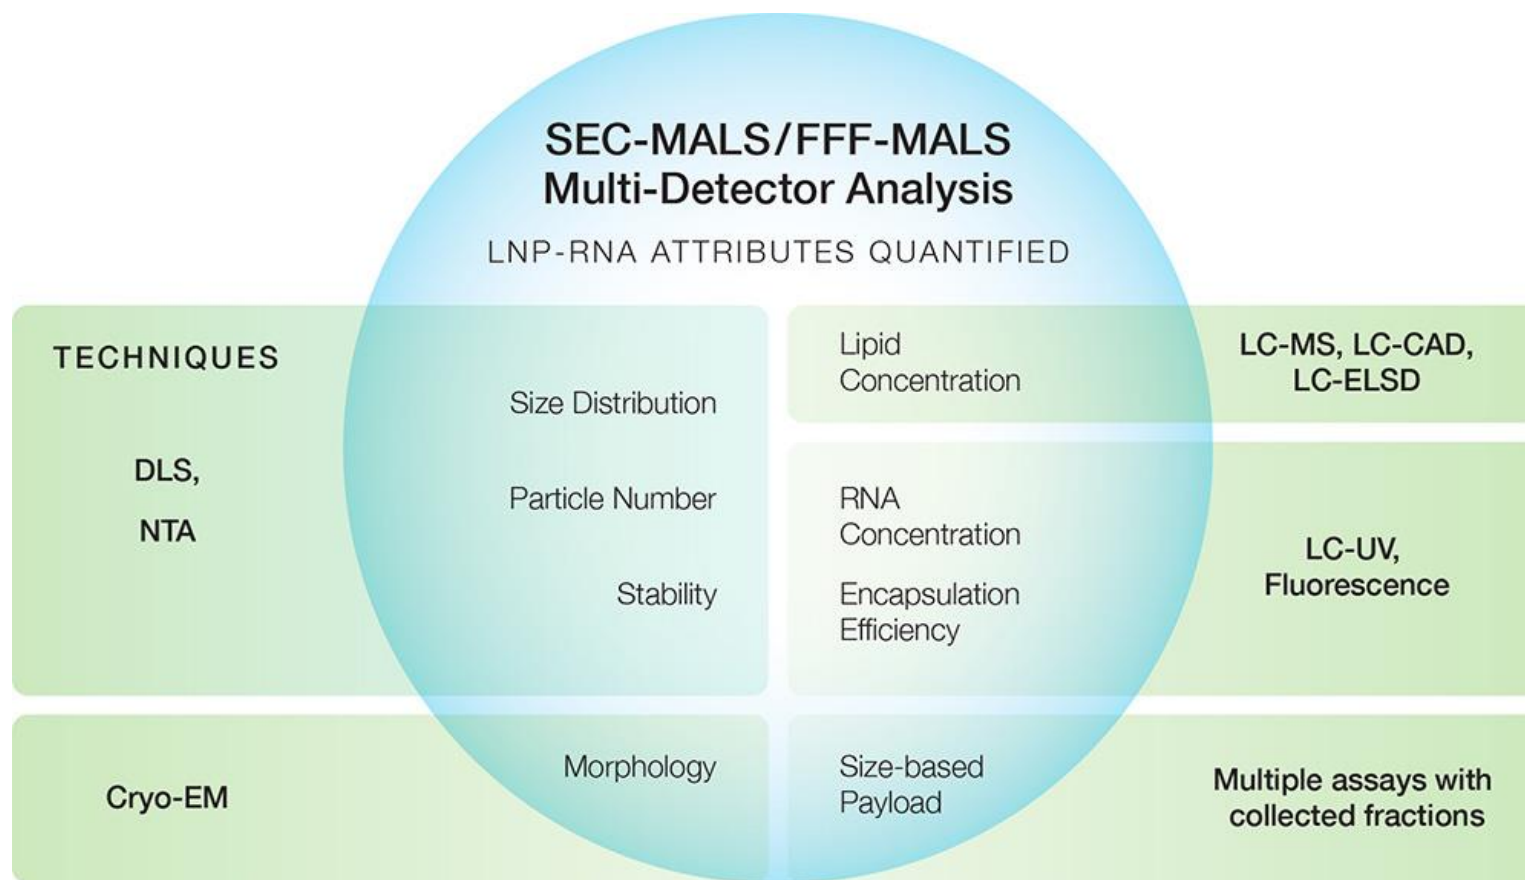 SEC-MALS/FFF-MALS
Multi-Detector Analysis
LNP-RNA ATTRIBUTES QUANTIFIED
TECHNIQUES
DLS,
NTA
Size Distribution
Particle Number
Stability
Lipid
Concentration
LC-MS, LC-CAD,
LC-ELSD
RNA
Concentration
Encapsulation
Efficiency
LC-UV,
Fluorescence
Cryo-EM
Morphology
Size-based
Payload
Multiple assays with
collected fractions